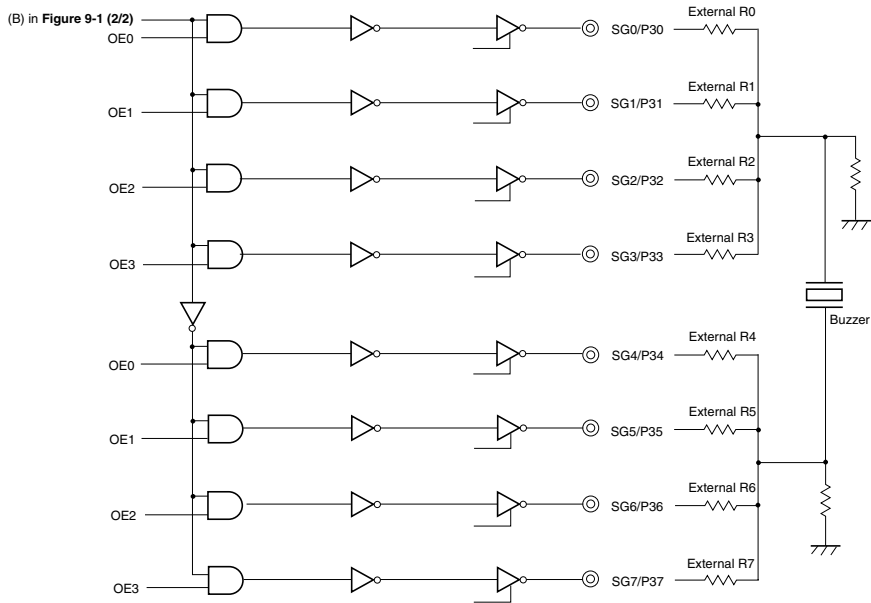 (B) in Figure 9-1 (2/2)
OE0
SG0/P30
External R0
OE1
SG1/P31
External R1
OE2
SG2/P32
External R2
OE3
SG3/P33
External R3
Buzzer
OE0
SG4/P34
External R4
OE1
SG5/P35
External R5
OE2
SG6/P36
External R6
OE3
SG7/P37
External R7